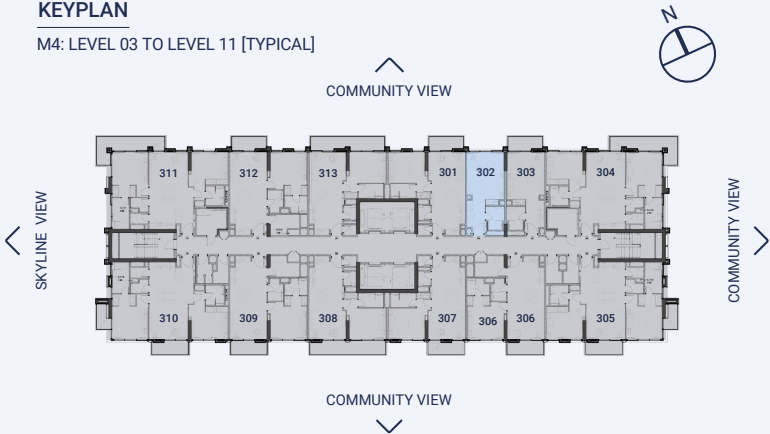 KEYPLAN
M4: LEVEL 03 TO LEVEL 11 [TYPICAL]
N
COMMUNITY VIEW
311 312 313 301 302 303 304
SKYLINE VIEW
COMMUNITY VIEW
310 309 308 307 306 306 305
COMMUNITY VIEW